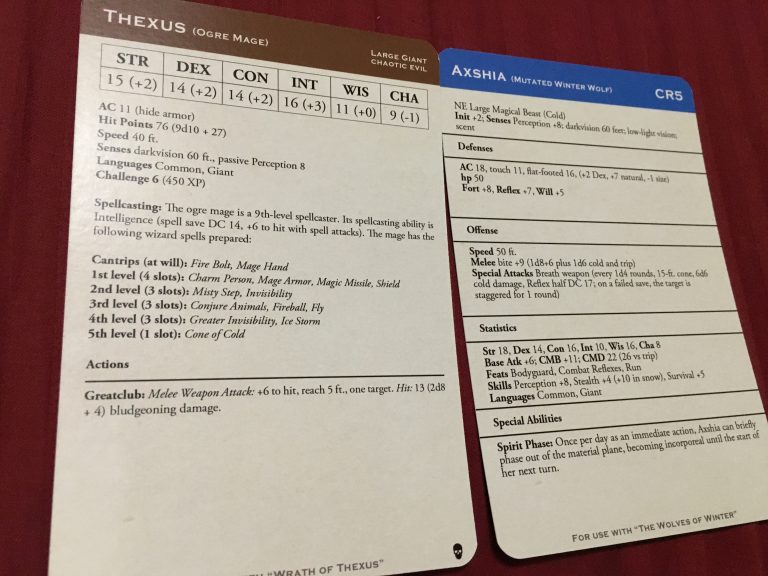 THEXUS (OGRE MAGE)
LARGE GIANT
CHAOTIC EVIL
STR DEX CON INT WIS CHA
15 (+2) 14 (+2) 14 (+2) 16 (+3) 11 (+0) 9 (-1)
AC 11 (hide armor)
Hit Points 76 (9d10 + 27)
Speed 40 ft.
Senses darkvision 60 ft., passive Perception 8
Languages Common, Giant
Challenge 6 (450 XP)
Spellcasting: The ogre mage is a 9th-level spellcaster. Its spellcasting ability is
Intelligence (spell save DC 14, +6 to hit with spell attacks). The mage has the
following wizard spells prepared:
Cantrips (at will): Fire Bolt, Mage Hand
1st level (4 slots): Charm Person, Mage Armor, Magic Missile, Shield
2nd level (3 slots): Misty Step, Invisibility
3rd level (3 slots): Conjure Animals, Fireball, Fly
4th level (3 slots): Greater Invisibility, Ice Storm
5th level (1 slot): Cone of Cold
Actions
Greatclub: Melee Weapon Attack: +6 to hit, reach 5 ft., one target. Hit: 13 (2d8
+ 4) bludgeoning damage.
"WRATH OF THEXUS"
AXSHIA (MUTATED WINTER WOLF) CR5
NE Large Magical Beast (Cold)
Init +2; Senses Perception +8; darkvision 60 feet; low-light vision;
scent
Defenses
AC 18, touch 11, flat-footed 16, (+2 Dex, +7 natural, -1 size)
hp 50
Fort +8, Reflex +7, Will +5
Offense
Speed 50 ft.
Melee bite +9 (1d8+6 plus 1d6 cold and trip)
Special Attacks Breath weapon (every 1d4 rounds, 15-ft. cone, 6d6
cold damage, Reflex half DC 17; on a failed save, the target is
staggered for 1 round)
Statistics
Str 18, Dex 14, Con 16, Int 10, Wis 16, Cha 8
Base Atk +6; CMB +11; CMD 22 (26 vs trip)
Feats Bodyguard, Combat Reflexes, Run
Skills Perception +8, Stealth +4 (+10 in snow), Survival +5
Languages Common, Giant
Special Abilities
Spirit Phase: Once per day as an immediate action, Axshia can briefly
phase out of the material plane, becoming incorporeal until the start of
her next turn.
FOR USE WITH "THE WOLVES OF WINTER"